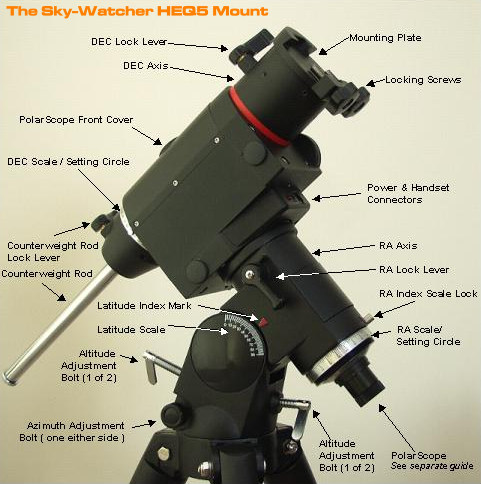 The Sky-Watcher HEQ5 Mount
DEC Lock Lever
Mounting Plate
DEC Axis
Locking Screws
PolarScope Front Cover
DEC Scale / Setting Circle
Power & Handset
Connectors
Counterweight Rod
Lock Lever
RA Axis
Counterweight Rod
RA Lock Lever
RA Index Scale Lock
Latitude Index Mark
Latitude Scale
RA Scale/
Setting Circle
Altitude
Adjustment
Bolt (1 of 2)
Azimuth Adjustment
Bolt ( one either side )
Altitude
Adjustment
Bolt (1 of 2)
PolarScope
See separate guide